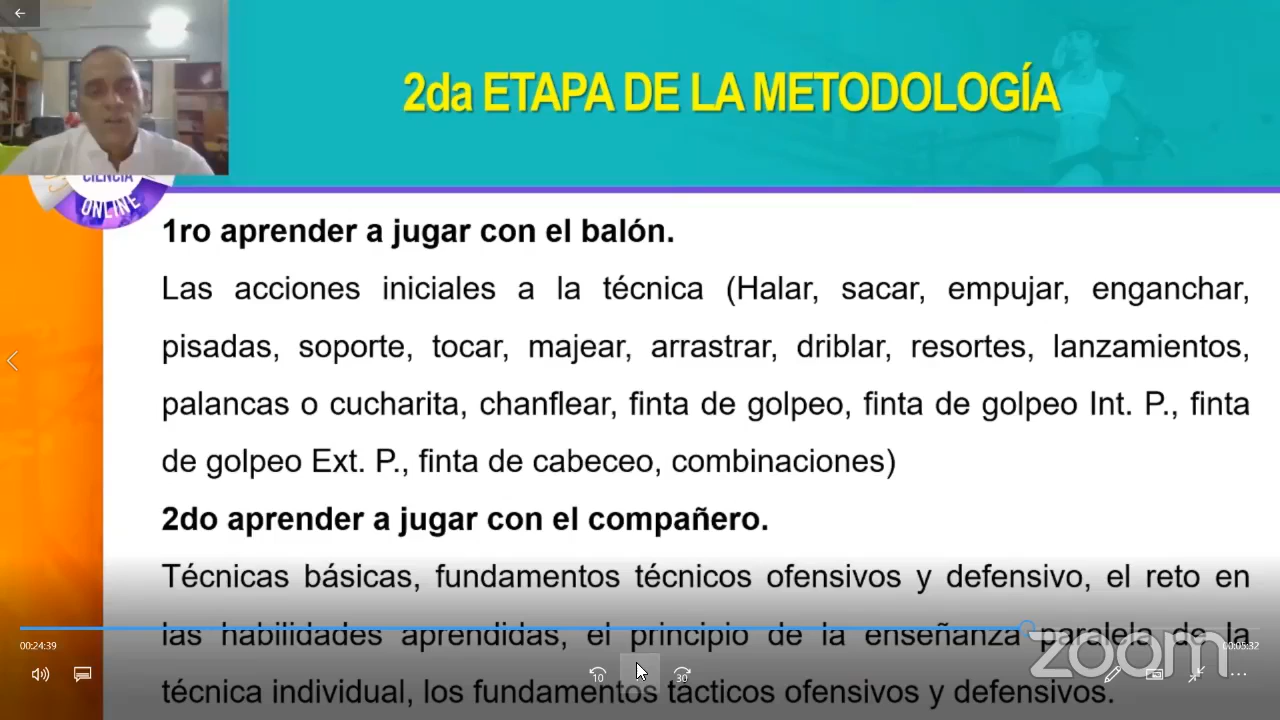 2da ETAPA DE LA METODOLOGÍA
CIENCIA
ONLINE
1ro aprender a jugar con el balón.
Las acciones iniciales a la técnica (Halar, sacar, empujar, enganchar,
pisadas, soporte, tocar, majear, arrastrar, driblar, resortes, lanzamientos,
palancas o cucharita, chanflear, finta de golpeo, finta de golpeo Int. P., finta
de golpeo Ext. P., finta de cabeceo, combinaciones)
2do aprender a jugar con el compañero.
Técnicas básicas, fundamentos técnicos ofensivos y defensivo, el reto en
las habilidades aprendidas, el principio de la enseñanza paralela de la
técnica individual, los fundamentos tácticos ofensivos y defensivos.
00:24:39
00:05:32
zoom
10
30